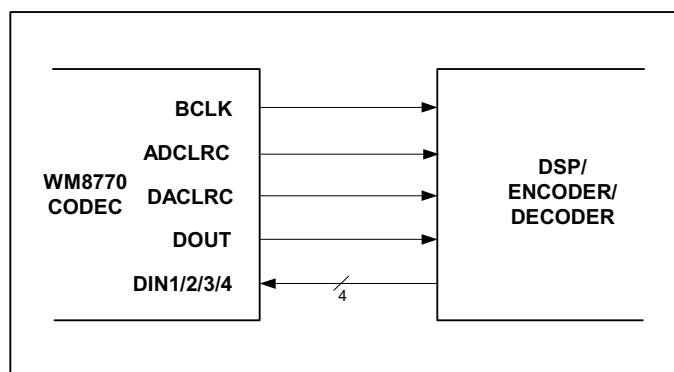 BCLK
ADCLRC
WM8770
CODEC
DACLRC
DOUT
DIN1/2/3/4
4
DSP/
ENCODER/
DECODER